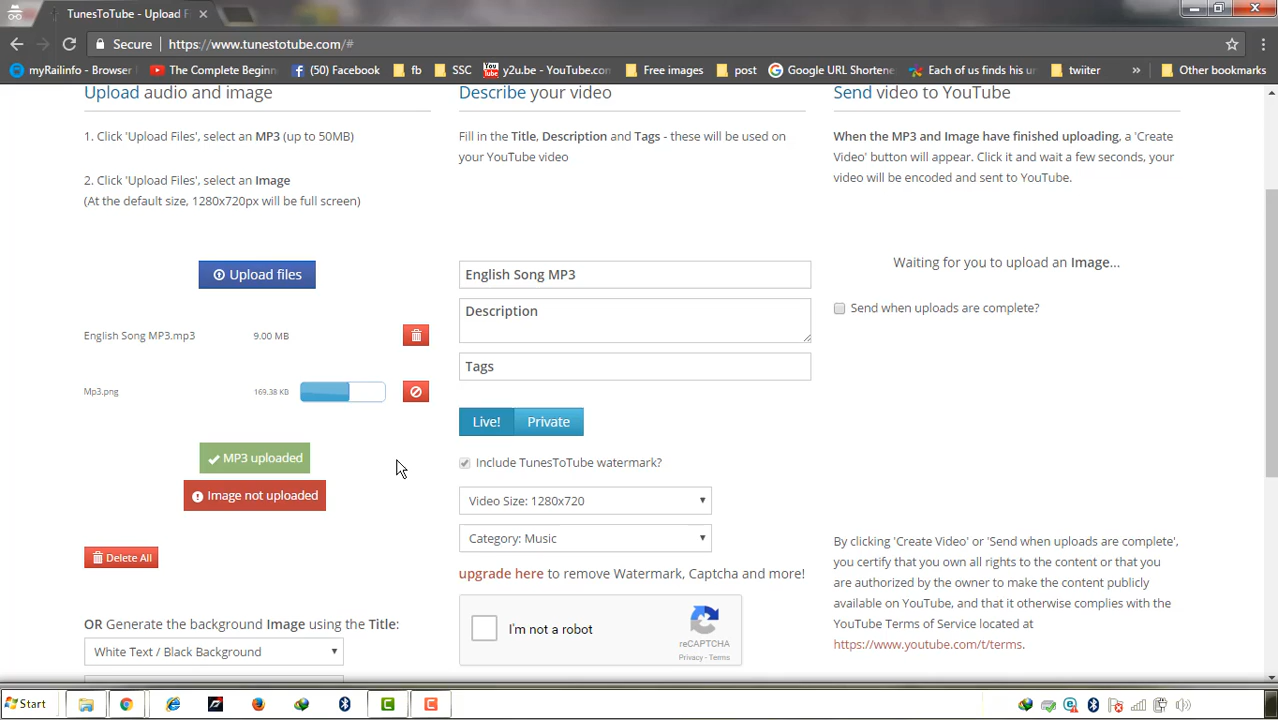 TunesToTube - Upload F
Secure
https://www.tunestotube.com/#
myRailinfo - Browser
The Complete Beginn
(50) Facebook
fb
SSC
y2u.be - YouTube.com
Free images
post
Google URL Shortene
Each of us finds his un
twiiter
»
Other bookmarks
Upload audio and image
1. Click 'Upload Files', select an MP3 (up to 50MB)
2. Click 'Upload Files', select an Image
(At the default size, 1280x720px will be full screen)
Upload files
English Song MP3.mp3 9.00 MB
Mp3.png 169.38 KB
MP3 uploaded
Image not uploaded
Delete All
OR Generate the background Image using the Title:
White Text / Black Background
Describe your video
Fill in the Title, Description and Tags - these will be used on
your YouTube video
English Song MP3
Description
Tags
Live! Private
Include TunesToTube watermark?
Video Size: 1280x720
Category: Music
upgrade here to remove Watermark, Captcha and more!
I'm not a robot
reCAPTCHA
Privacy - Terms
Send video to YouTube
When the MP3 and Image have finished uploading, a 'Create
Video' button will appear. Click it and wait a few seconds, your
video will be encoded and sent to YouTube.
Waiting for you to upload an Image...
Send when uploads are complete?
By clicking 'Create Video' or 'Send when uploads are complete',
you certify that you own all rights to the content or that you
are authorized by the owner to make the content publicly
available on YouTube, and that it otherwise complies with the
YouTube Terms of Service located at
https://www.youtube.com/t/terms.
Start